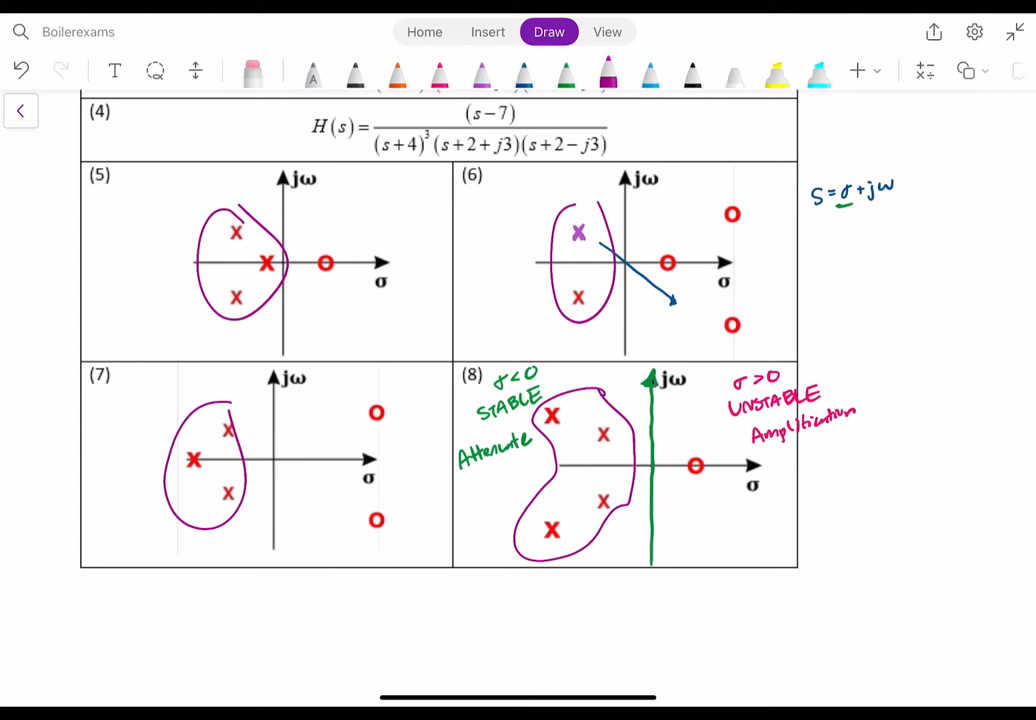 Boilerexams
Home Insert Draw View
T
A
(4)
H(s)= (s-7)
(s+4)³(s+2+j3)(s+2-j3)
(5) jω
σ
(6) jω
σ
S=σ+jω
(7) jω
σ
(8) σ<0
STABLE
Attenuate
jω
σ>0
UNSTABLE
Amplification
σ